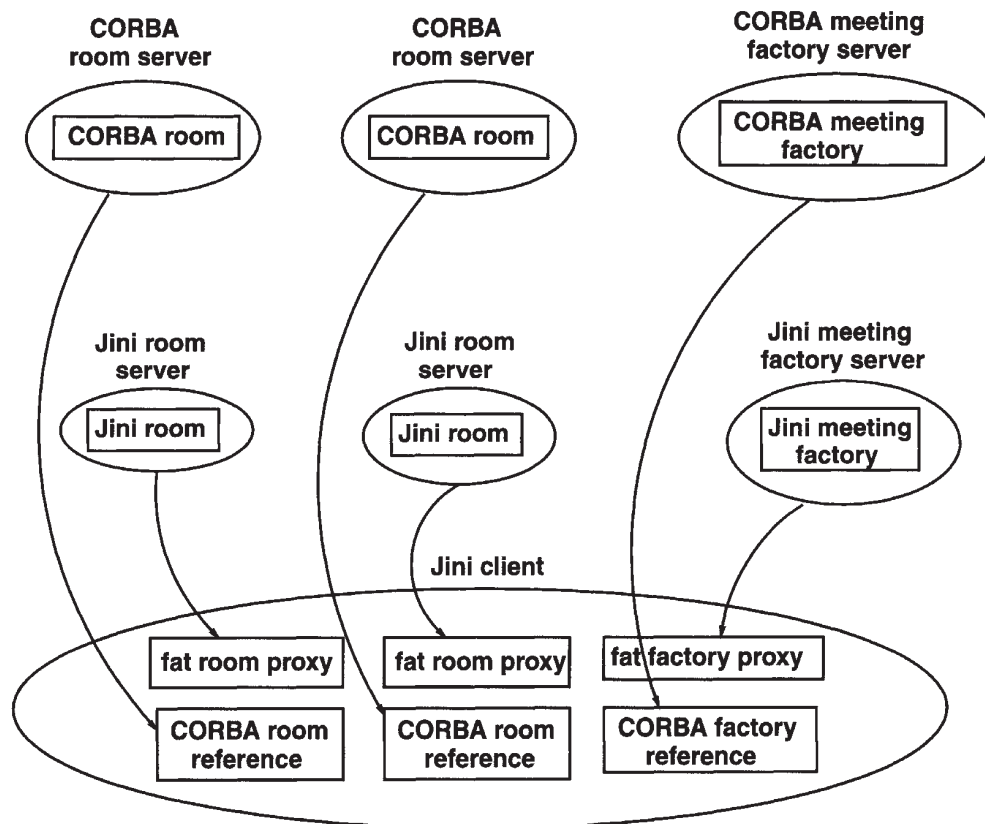 CORBA
room server
CORBA
room server
CORBA meeting
factory server
CORBA room
CORBA room
CORBA meeting
factory
Jini room
server
Jini room
server
Jini meeting
factory server
Jini room
Jini room
Jini meeting
factory
Jini client
fat room proxy
fat room proxy
fat factory proxy
CORBA room
reference
CORBA room
reference
CORBA factory
reference